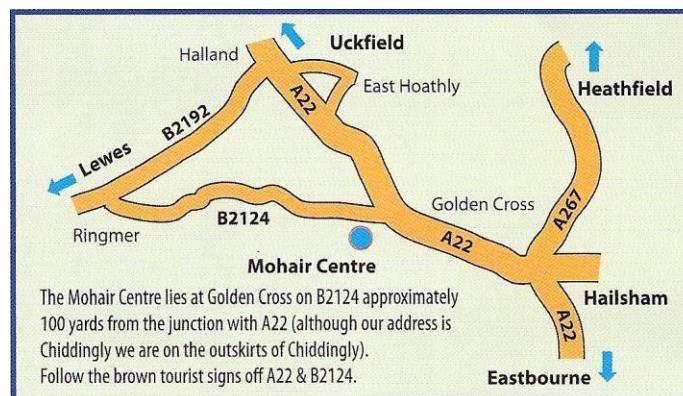 Uckfield
Halland
East Hoathly
A22
Heathfield
B2192
Lewes
Golden Cross
A267
B2124
Ringmer
A22
Mohair Centre
Hailsham
A22
Eastbourne
The Mohair Centre lies at Golden Cross on B2124 approximately
100 yards from the junction with A22 (although our address is
Chiddingly we are on the outskirts of Chiddingly).
Follow the brown tourist signs off A22 & B2124.